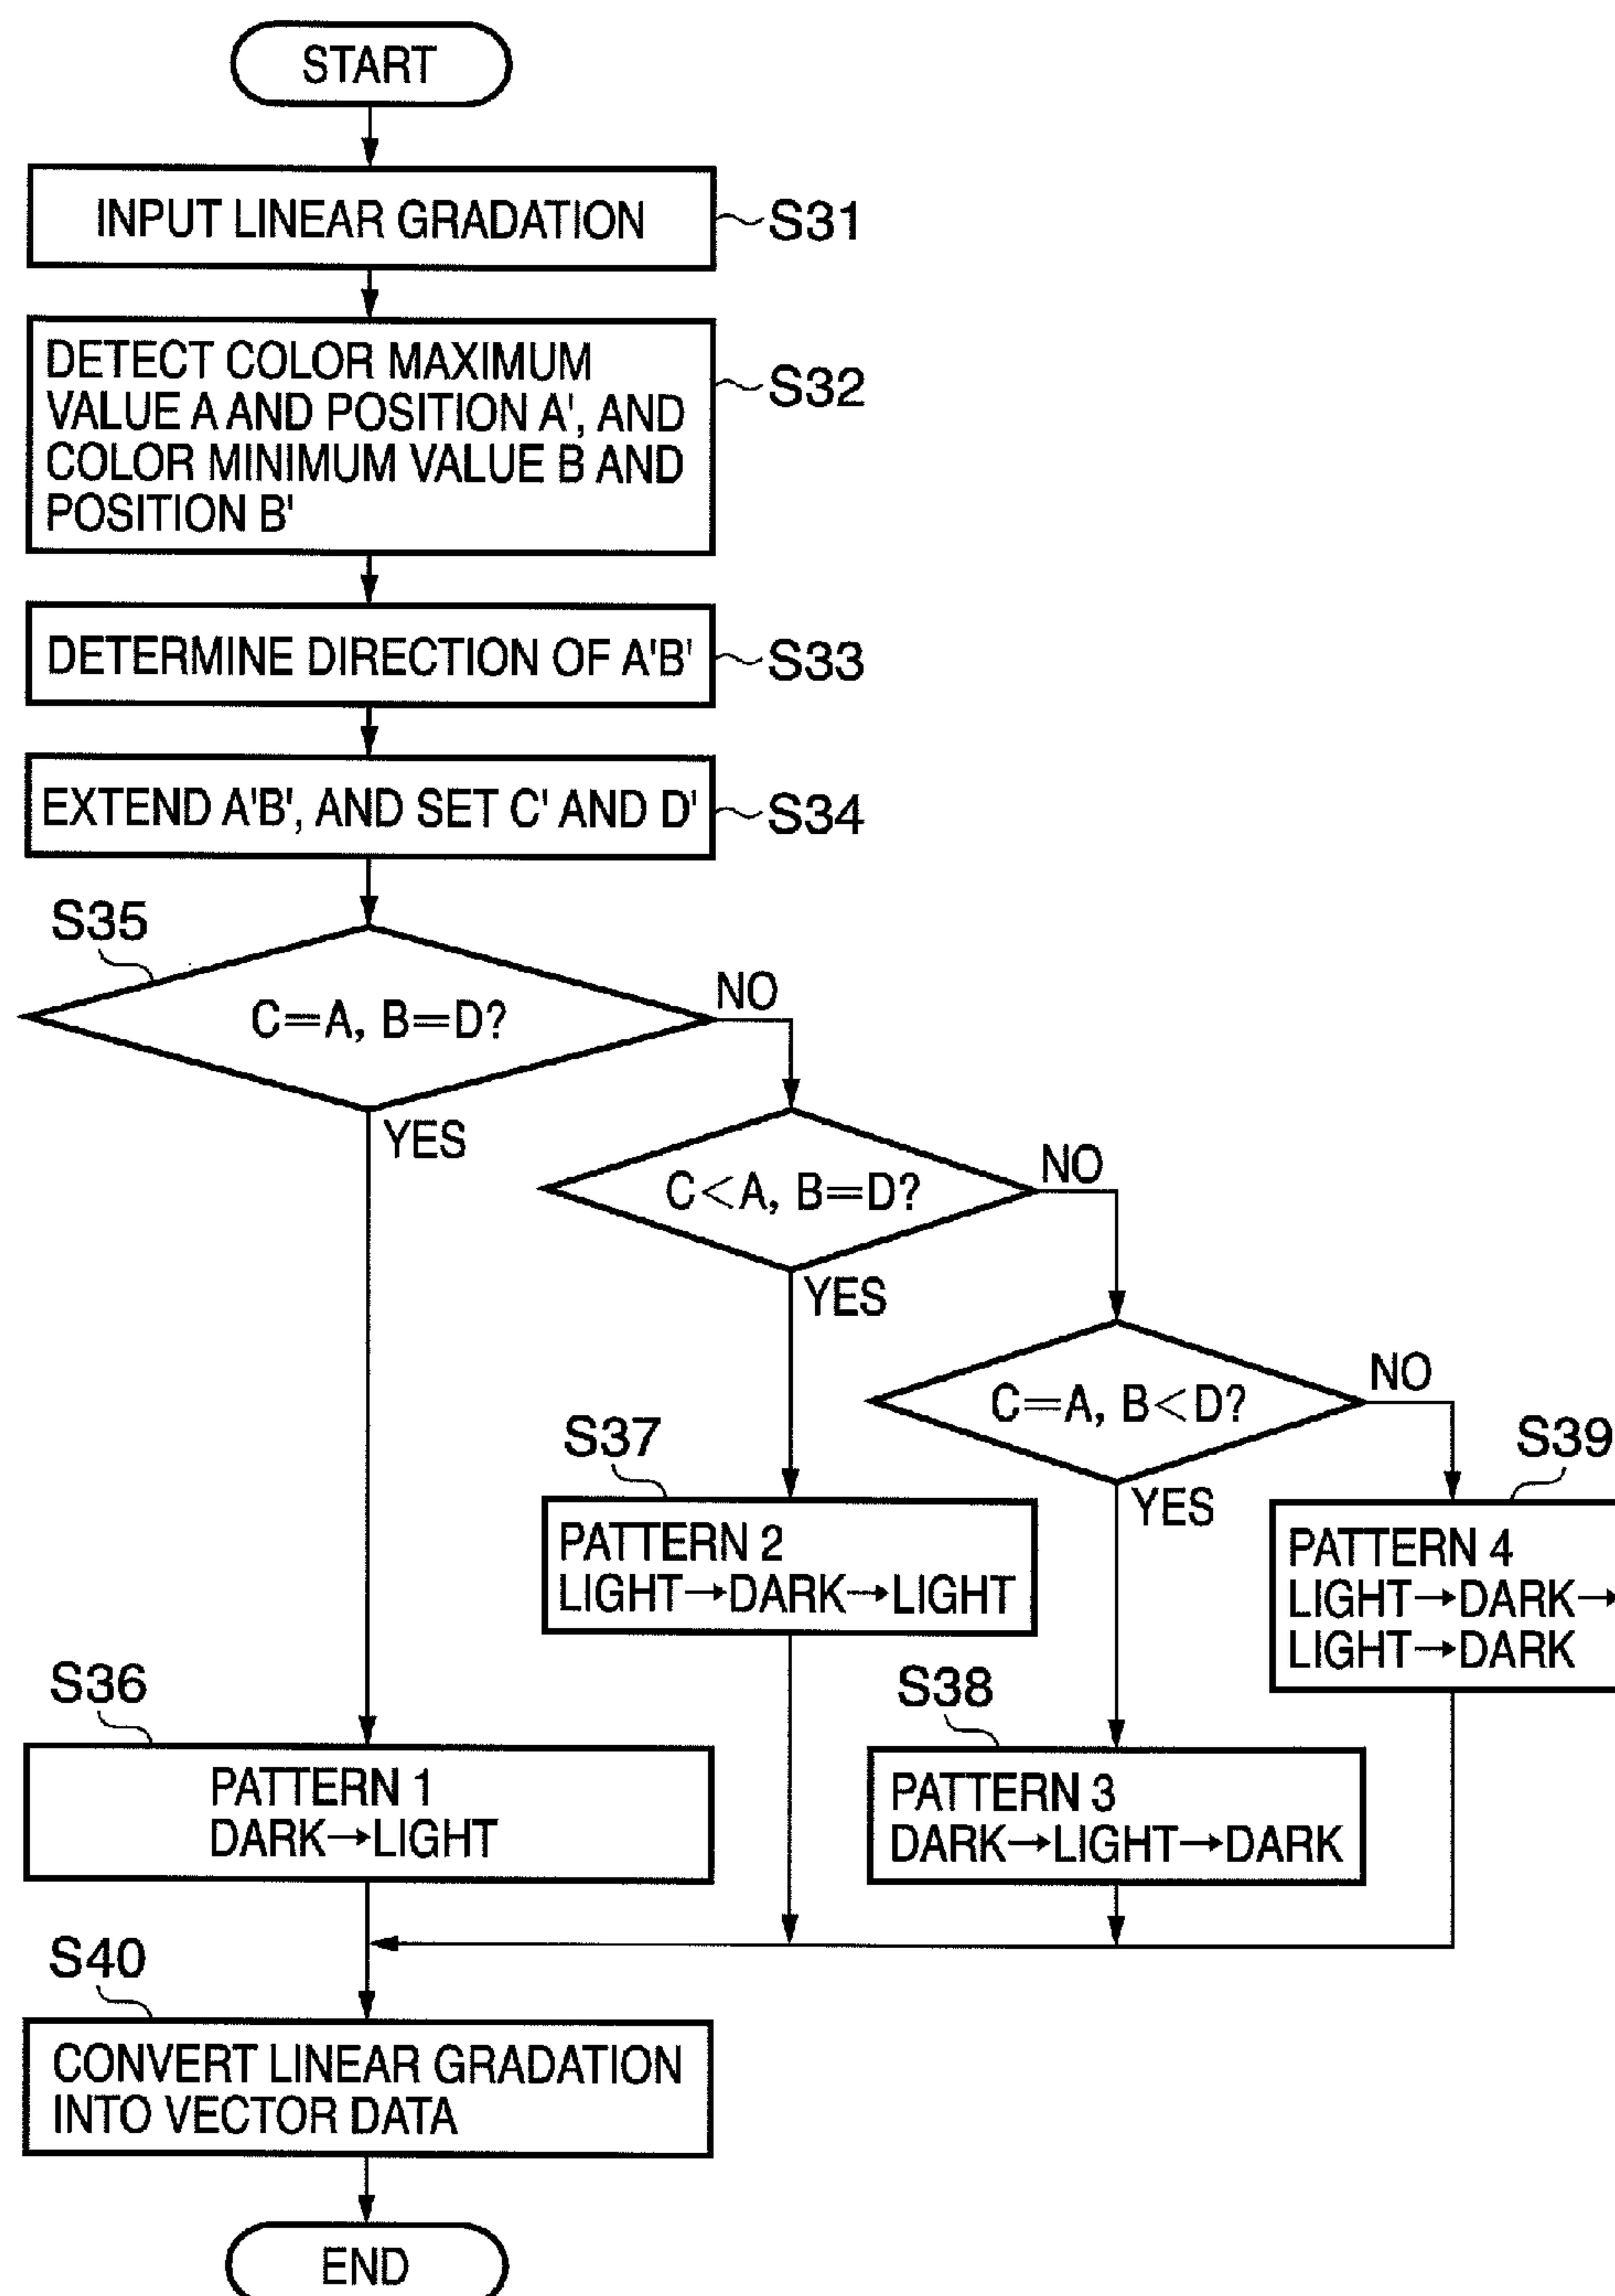 START
INPUT LINEAR GRADATION
S31
DETECT COLOR MAXIMUM
VALUE A AND POSITION A', AND
COLOR MINIMUM VALUE B AND
POSITION B'
S32
DETERMINE DIRECTION OF A'B'
S33
EXTEND A'B', AND SET C' AND D'
S34
S35
C=A, B=D?
NO
YES
C<A, B=D?
NO
YES
C=A, B<D?
NO
YES
S37
PATTERN 2
LIGHT→DARK→LIGHT
S39
PATTERN 4
LIGHT→DARK→
LIGHT→DARK
S36
PATTERN 1
DARK→LIGHT
S38
PATTERN 3
DARK→LIGHT→DARK
S40
CONVERT LINEAR GRADATION
INTO VECTOR DATA
END